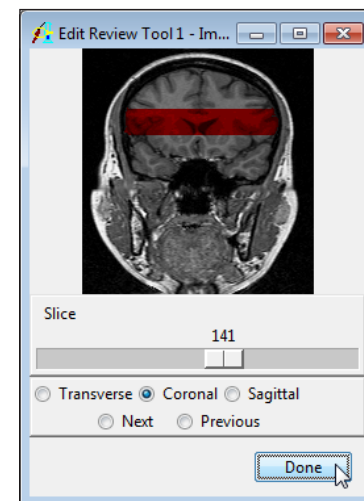 Edit Review Tool 1 - Im...
Slice
141
Transverse Coronal Sagittal
Next Previous
Done